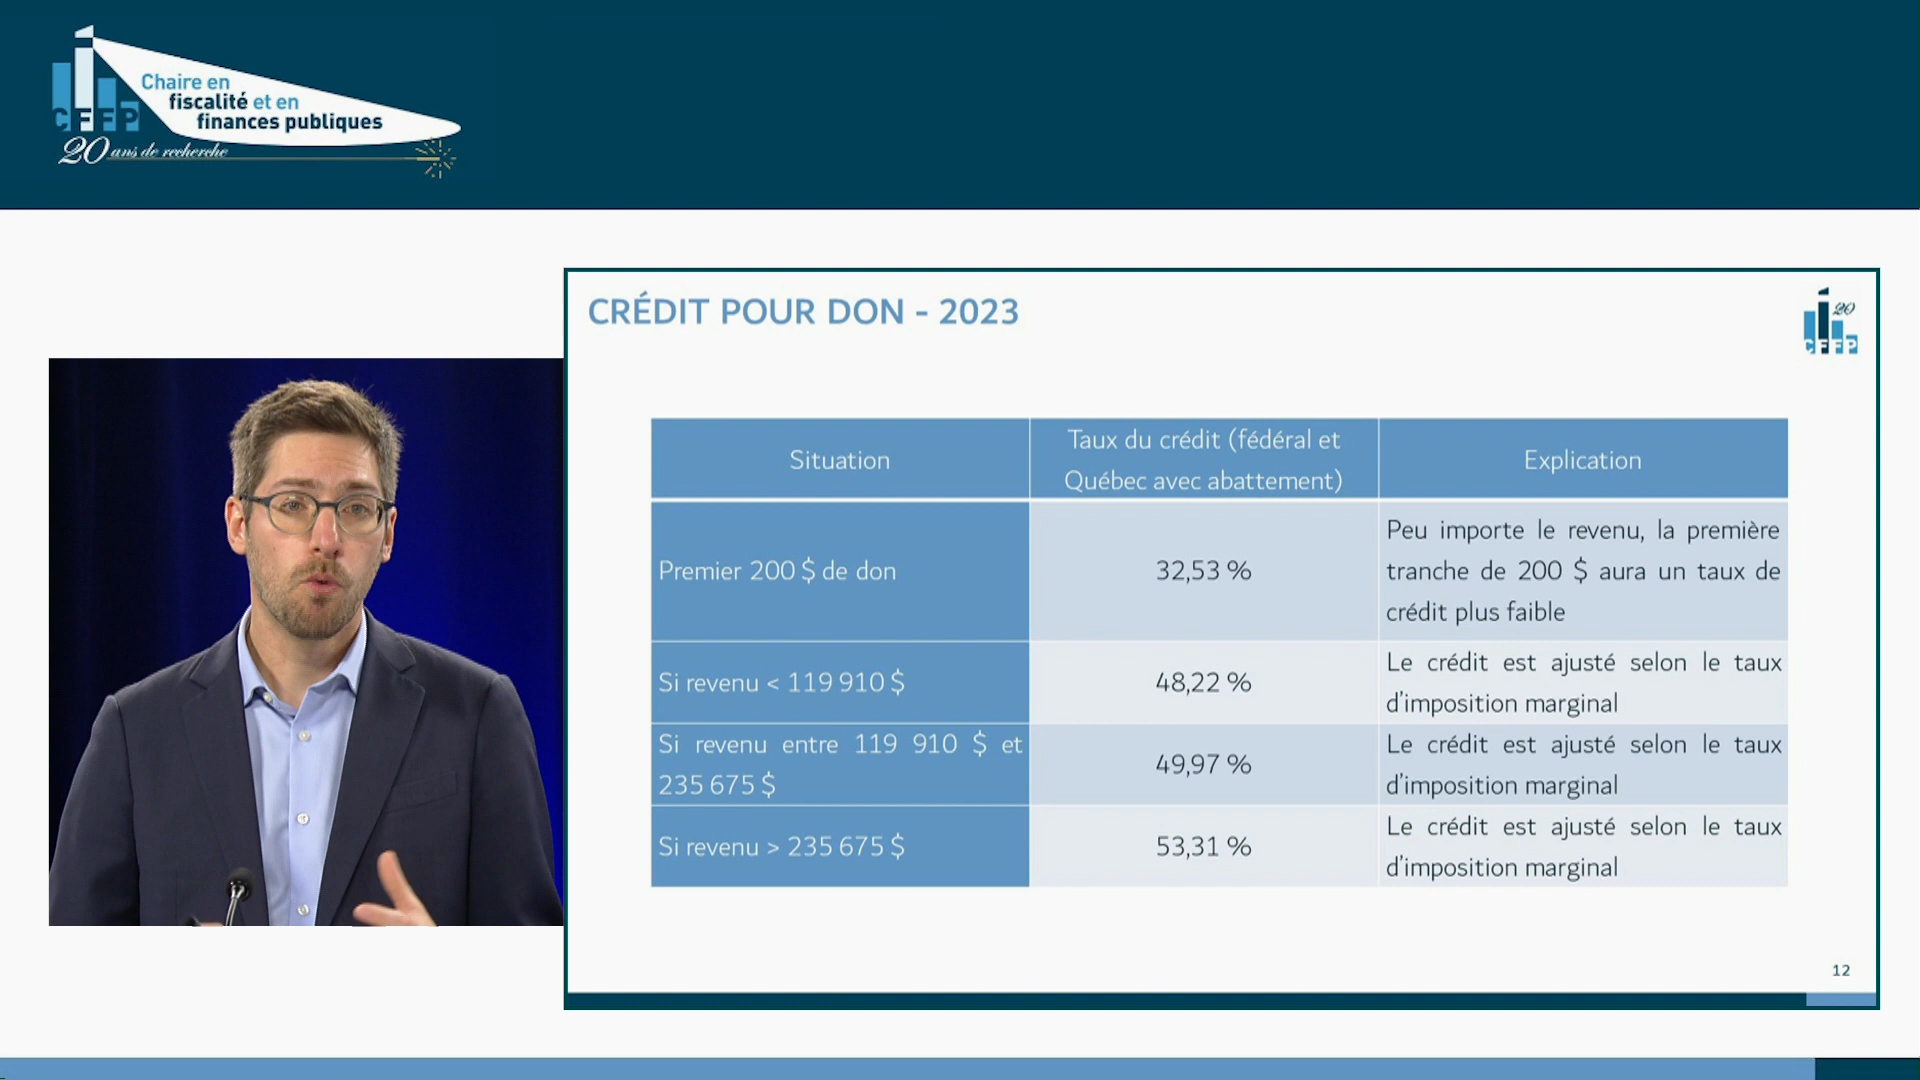 Chaire en
fiscalité et en
finances publiques
CFFP
20 ans de recherche
CRÉDIT POUR DON - 2023
20
CFFP
Situation
Taux du crédit (fédéral et
Québec avec abattement)
Explication
Premier 200 $ de don
32,53 %
Peu importe le revenu, la première
tranche de 200 $ aura un taux de
crédit plus faible
Si revenu < 119 910 $
48,22 %
Le crédit est ajusté selon le taux
d'imposition marginal
Si revenu entre 119 910 $ et
235 675 $
49,97 %
Le crédit est ajusté selon le taux
d'imposition marginal
Si revenu > 235 675 $
53,31 %
Le crédit est ajusté selon le taux
d'imposition marginal
12